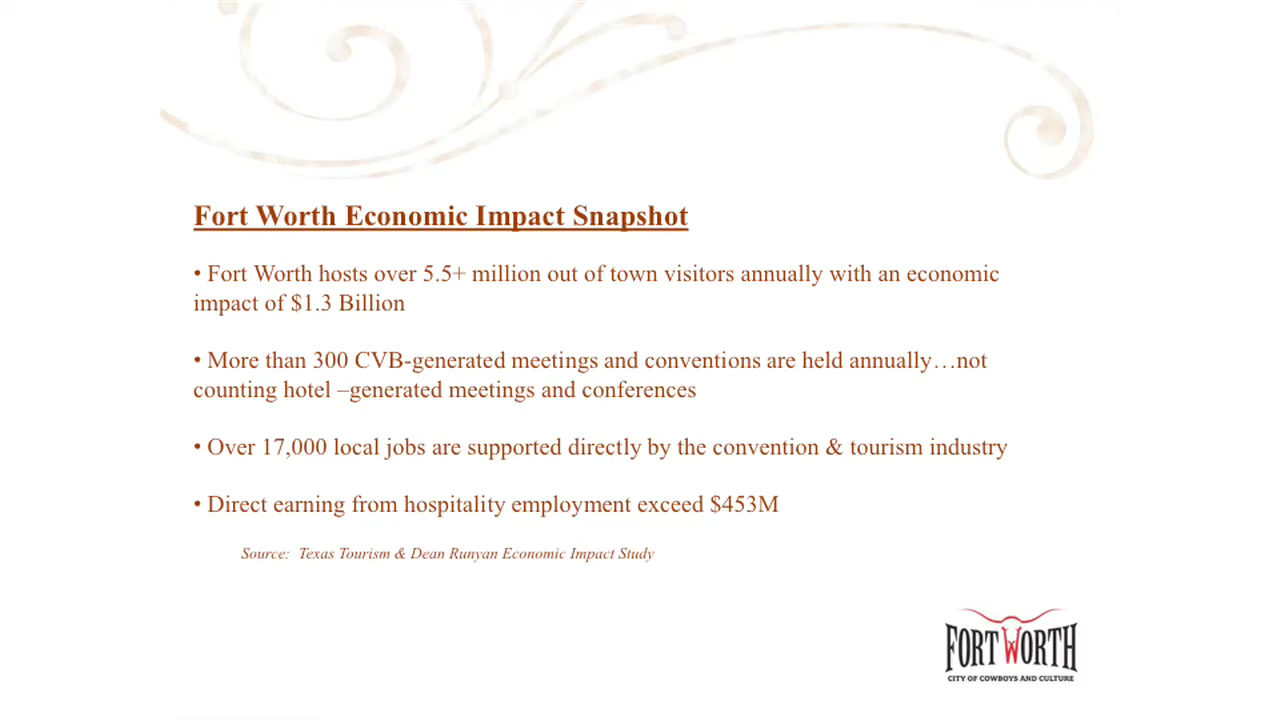 Fort Worth Economic Impact Snapshot
• Fort Worth hosts over 5.5+ million out of town visitors annually with an economic
impact of $1.3 Billion
• More than 300 CVB-generated meetings and conventions are held annually…not
counting hotel –generated meetings and conferences
• Over 17,000 local jobs are supported directly by the convention & tourism industry
• Direct earning from hospitality employment exceed $453M
Source: Texas Tourism & Dean Runyan Economic Impact Study
FORT WORTH
CITY OF COWBOYS AND CULTURE